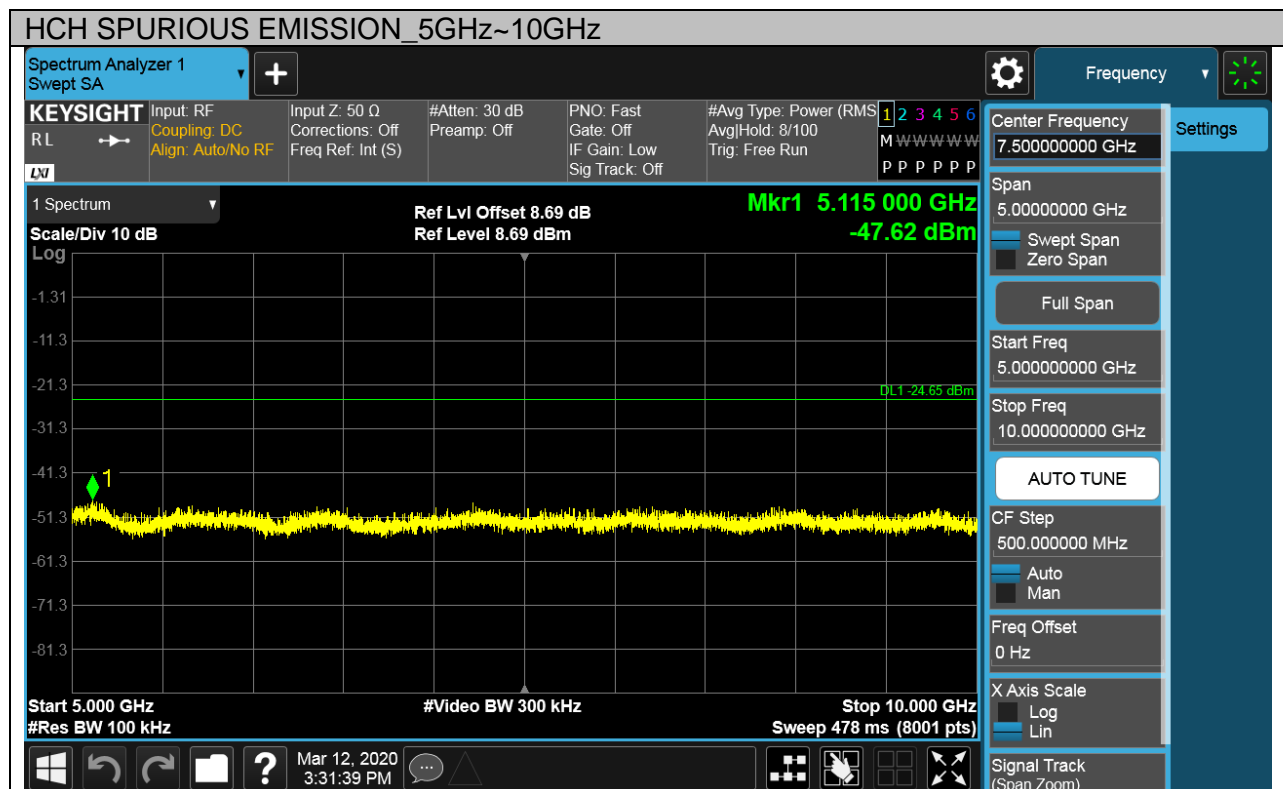 HCH SPURIOUS EMISSION_5GHz~10GHz
Spectrum Analyzer 1
Swept SA
Frequency
KEYSIGHT
RL
LXI
Input: RF
Coupling: DC
Align: Auto/No RF
Input Z: 50 Ω
Corrections: Off
Freq Ref: Int (S)
#Atten: 30 dB
Preamp: Off
PNO: Fast
Gate: Off
IF Gain: Low
Sig Track: Off
#Avg Type: Power (RMS
Avg|Hold: 8/100
Trig: Free Run
1 2 3 4 5 6
M W W W W W
P P P P P P
1 Spectrum
Scale/Div 10 dB
Log
Ref Lvl Offset 8.69 dB
Ref Level 8.69 dBm
Mkr1 5.115 000 GHz
-47.62 dBm
-1.31
-11.3
-21.3
DL1 -24.65 dBm
-31.3
-41.3
1
-51.3
-61.3
-71.3
-81.3
Start 5.000 GHz
#Res BW 100 kHz
#Video BW 300 kHz
Stop 10.000 GHz
Sweep 478 ms (8001 pts)
Center Frequency
7.500000000 GHz
Settings
Span
5.00000000 GHz
Swept Span
Zero Span
Full Span
Start Freq
5.000000000 GHz
Stop Freq
10.000000000 GHz
AUTO TUNE
CF Step
500.000000 MHz
Auto
Man
Freq Offset
0 Hz
X Axis Scale
Log
Lin
Signal Track
(Span Zoom)
?
Mar 12, 2020
3:31:39 PM